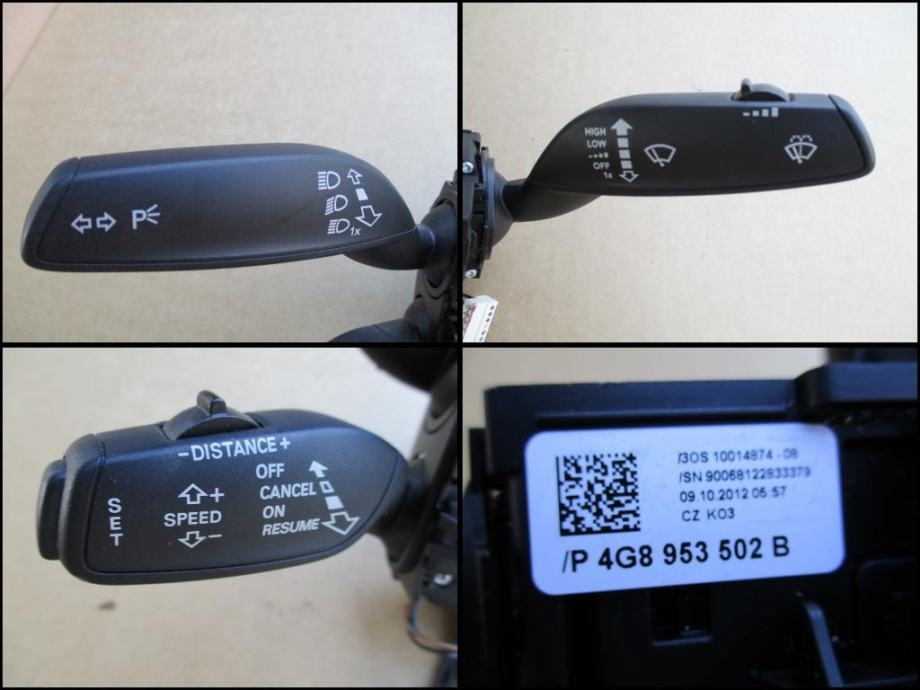 P
1x
HIGH
LOW
OFF
1x
-DISTANCE+
OFF
CANCEL
ON
RESUME
+
SPEED
-
SET
/3OS 10014874 -08
/SN 90068122833379
09.10.2012 05:57
CZ K03
/P 4G8 953 502 B